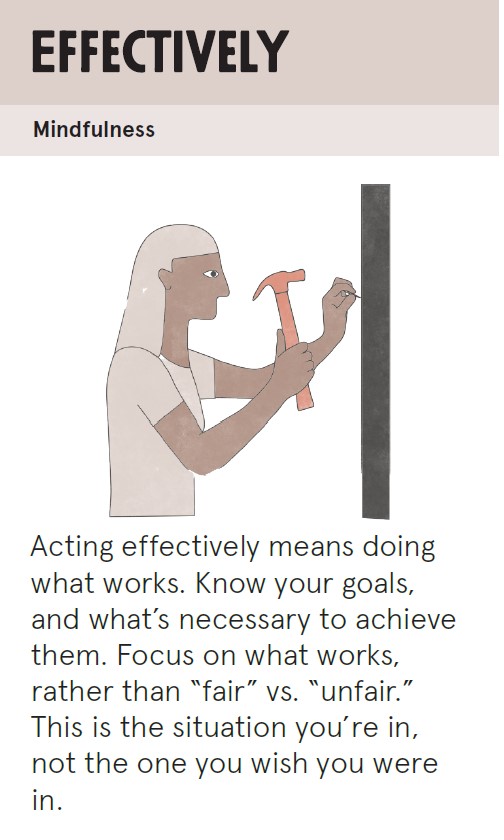 EFFECTIVELY
Mindfulness
Acting effectively means doing
what works. Know your goals,
and what's necessary to achieve
them. Focus on what works,
rather than “fair” vs. “unfair.”
This is the situation you're in,
not the one you wish you were
in.